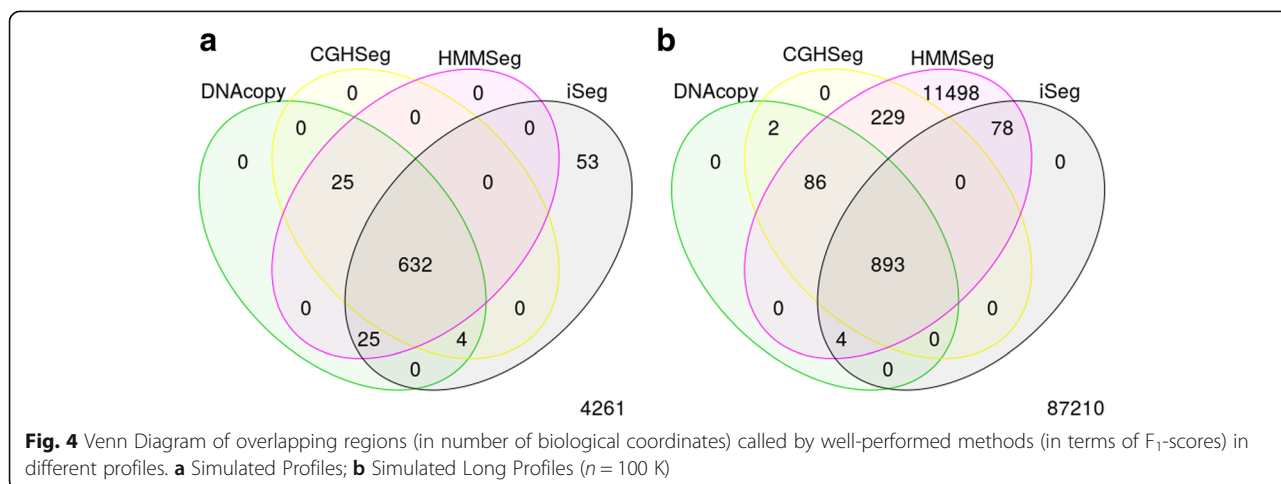 a
b
CGHSeg HMMSeg
DNAcopy iSeg
0 0
0 0 0
0 53
25 0
632
0 0
25 4
0
4261
CGHSeg HMMSeg
DNAcopy iSeg
0 11498
2 229 78
0 0
86 0
893
0 0
4 0
0
87210
Fig. 4 Venn Diagram of overlapping regions (in number of biological coordinates) called by well-performed methods (in terms of F₁-scores) in
different profiles. a Simulated Profiles; b Simulated Long Profiles (n = 100 K)